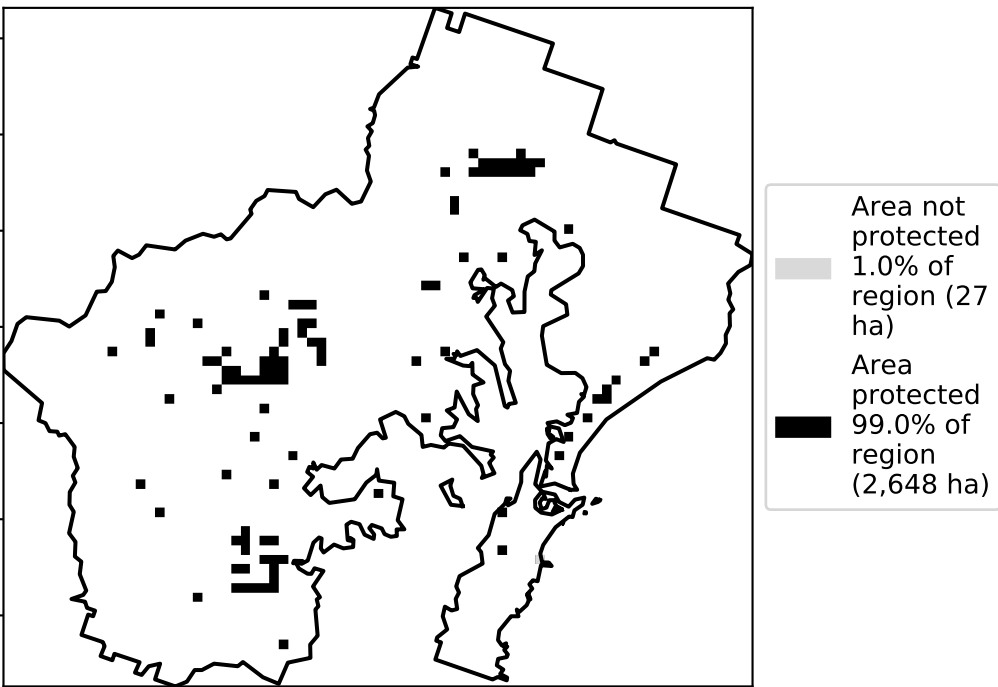 Area not
protected
1.0% of
region (27
ha)
Area
protected
99.0% of
region
(2,648 ha)